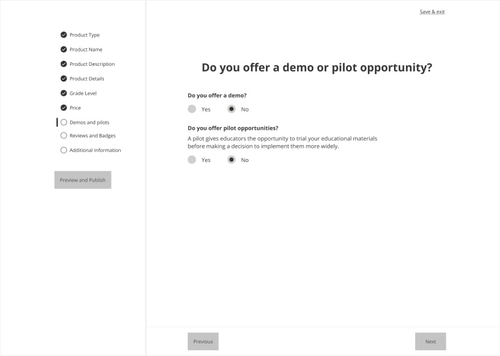 Save & exit
Product Type
Product Name
Product Description
Product Details
Grade Level
Price
Demos and pilots
Reviews and Badges
Additional information
Preview and Publish
Do you offer a demo or pilot opportunity?
Do you offer a demo?
Yes No
Do you offer pilot opportunities?
A pilot gives educators the opportunity to trial your educational materials
before making a decision to implement them more widely.
Yes No
Previous Next